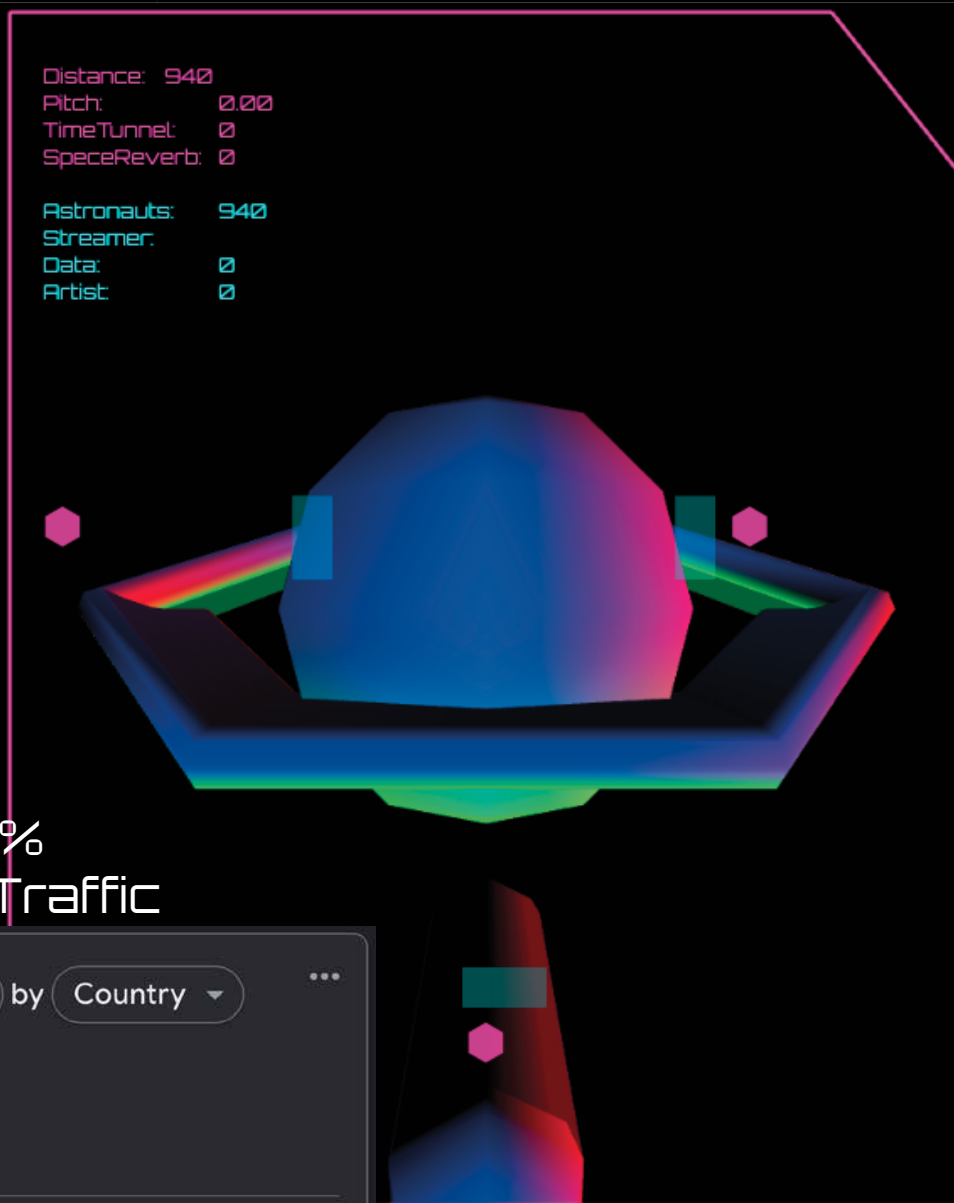 Distance: 940
Pitch: 0.00
TimeTunnel: 0
SpeceReverb: 0
Astronauts: 940
Streamer:
Data: 0
Artist: 0
%
Traffic
by Country